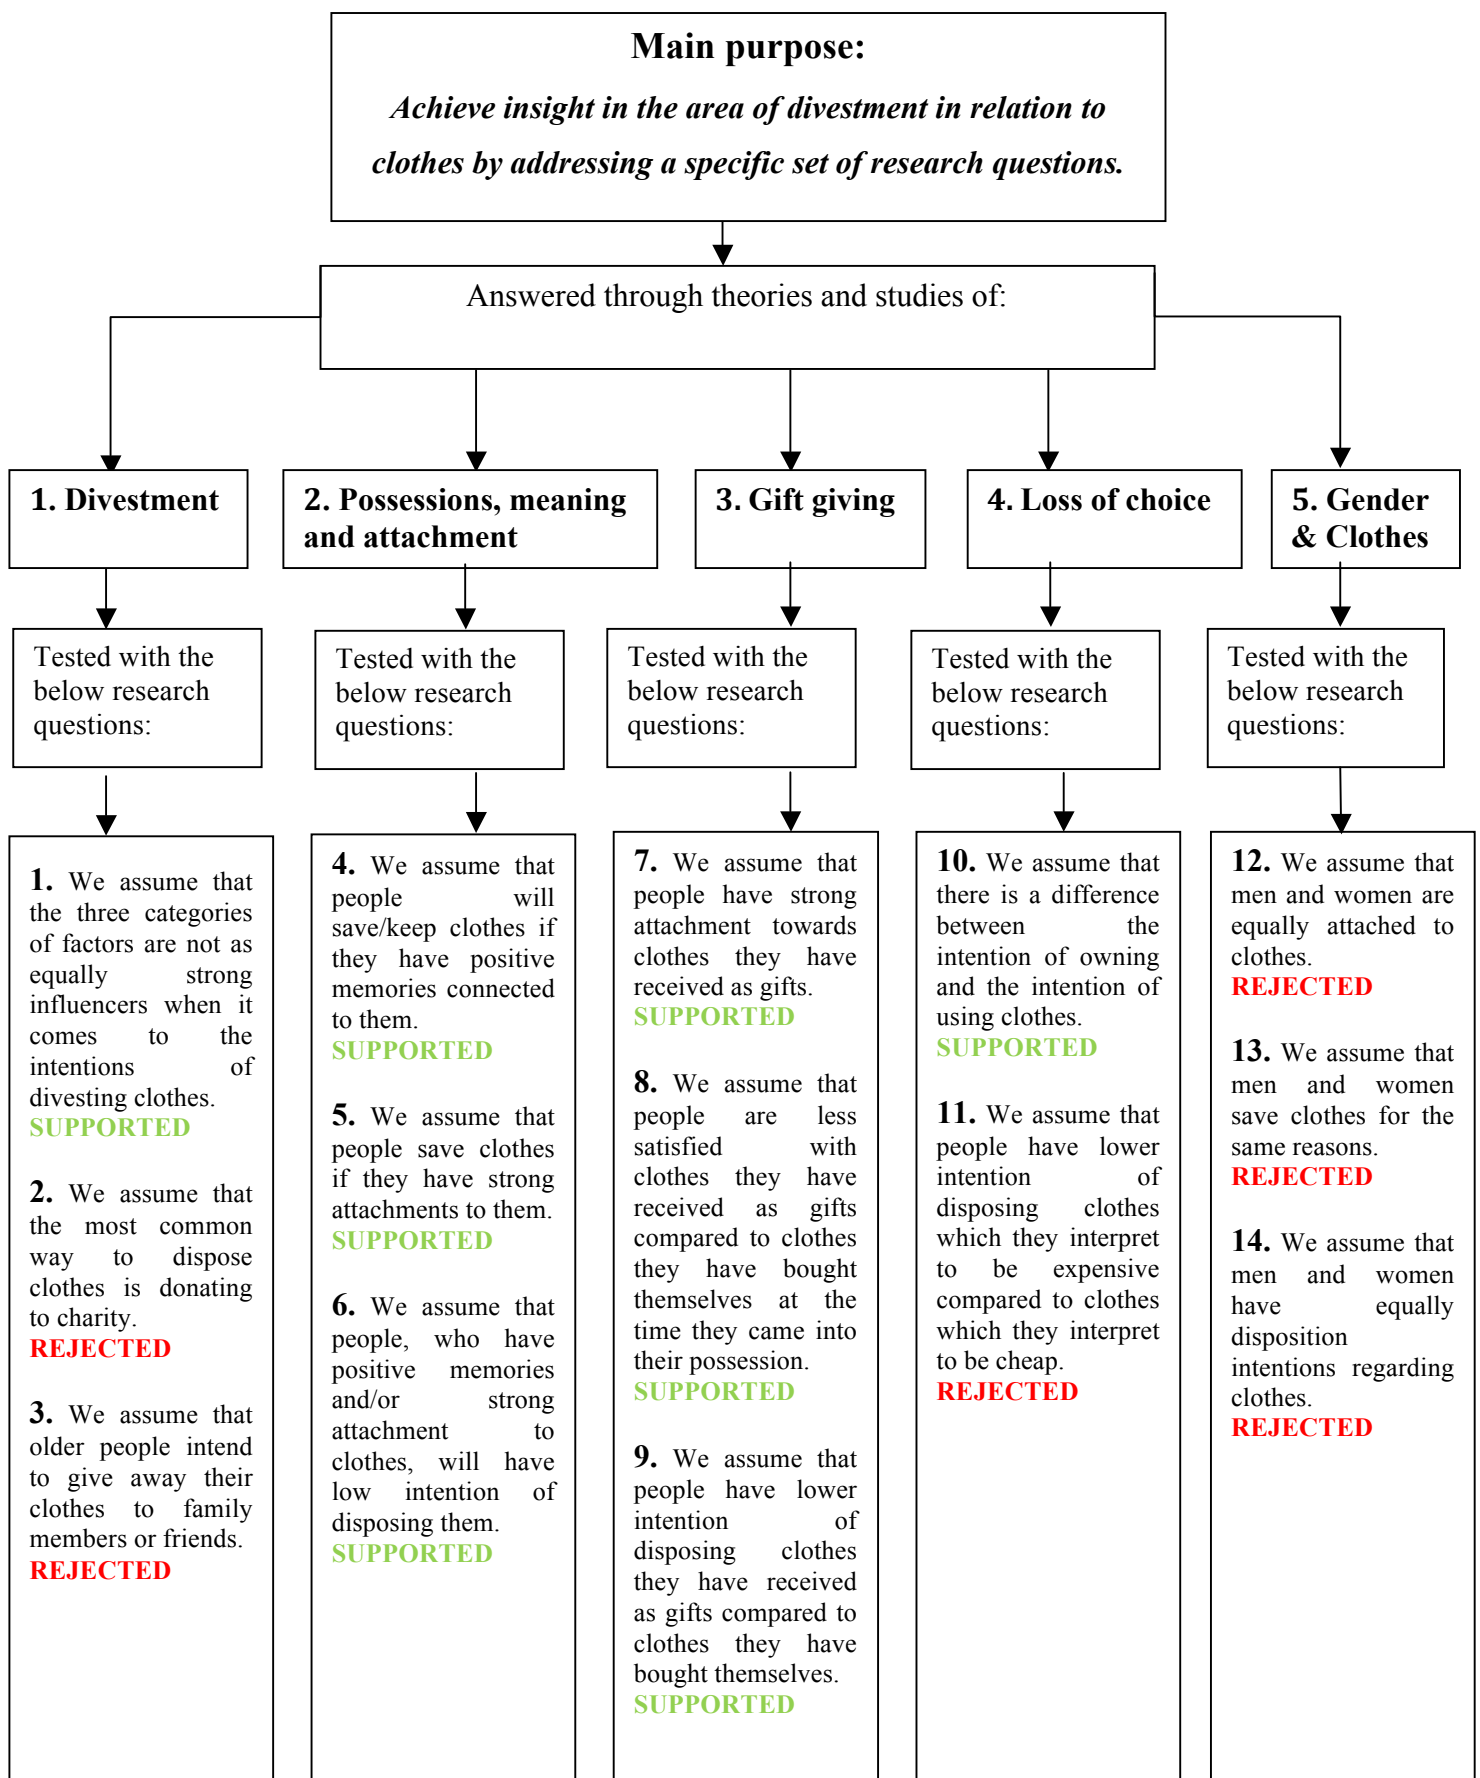 Main purpose:
Achieve insight in the area of divestment in relation to
clothes by addressing a specific set of research questions.
Answered through theories and studies of:
1. Divestment
2. Possessions, meaning
and attachment
3. Gift giving
4. Loss of choice
5. Gender
& Clothes
Tested with the
below research
questions:
Tested with the
below research
questions:
Tested with the
below research
questions:
Tested with the
below research
questions:
Tested with the
below research
questions:
1. We assume that
the three categories
of factors are not as
equally strong
influencers when it
comes to the
intentions of
divesting clothes.
SUPPORTED
2. We assume that
the most common
way to dispose
clothes is donating
to charity.
REJECTED
3. We assume that
older people intend
to give away their
clothes to family
members or friends.
REJECTED
4. We assume that
people will
save/keep clothes if
they have positive
memories connected
to them.
SUPPORTED
5. We assume that
people save clothes
if they have strong
attachments to them.
SUPPORTED
6. We assume that
people, who have
positive memories
and/or strong
attachment to
clothes, will have
low intention of
disposing them.
SUPPORTED
7. We assume that
people have strong
attachment towards
clothes they have
received as gifts.
SUPPORTED
8. We assume that
people are less
satisfied with
clothes they have
received as gifts
compared to clothes
they have bought
themselves at the
time they came into
their possession.
SUPPORTED
9. We assume that
people have lower
intention of
disposing clothes
they have received
as gifts compared to
clothes they have
bought themselves.
SUPPORTED
10. We assume that
there is a difference
between the
intention of owning
and the intention of
using clothes.
SUPPORTED
11. We assume that
people have lower
intention of
disposing clothes
which they interpret
to be expensive
compared to clothes
which they interpret
to be cheap.
REJECTED
12. We assume that
men and women are
equally attached to
clothes.
REJECTED
13. We assume that
men and women
save clothes for the
same reasons.
REJECTED
14. We assume that
men and women
have equally
disposition
intentions regarding
clothes.
REJECTED